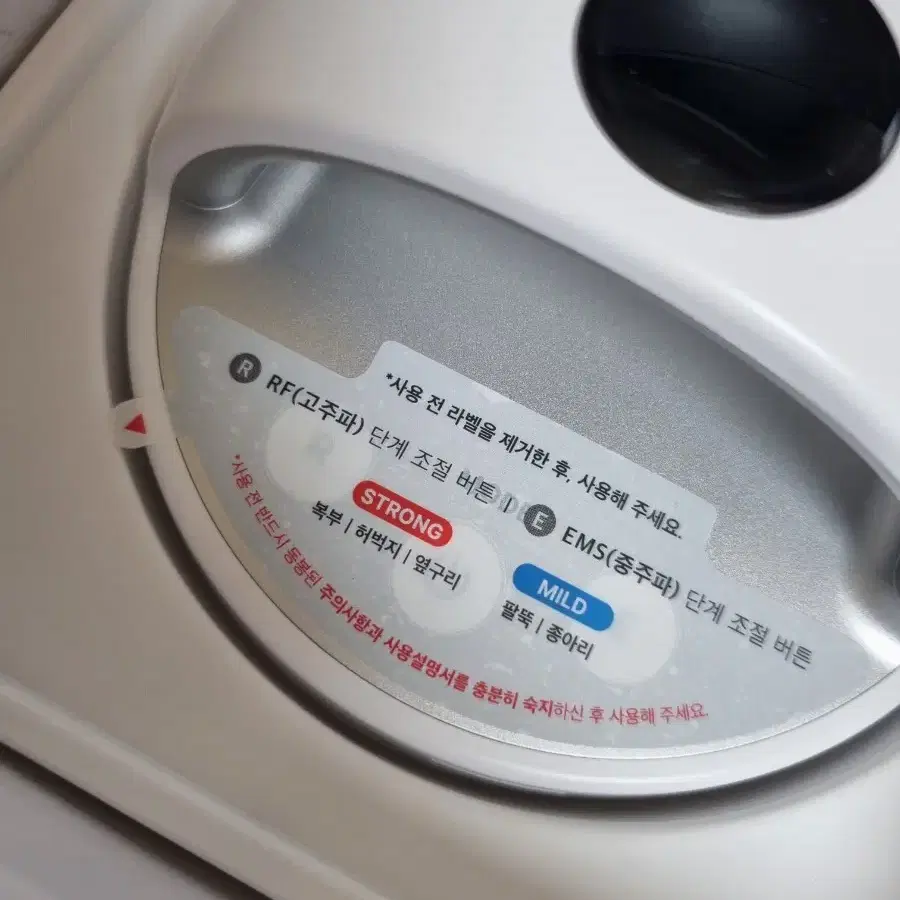 *사용 전 라벨을 제거한 후, 사용해 주세요.
R RF(고주파) 단계 조절 버튼 | E EMS(중주파) 단계 조절 버튼
STRONG
복부 | 허벅지 | 옆구리
MILD
팔뚝 | 종아리
*사용 전 반드시 동봉된 주의사항과 사용설명서를 충분히 숙지하신 후 사용해 주세요.